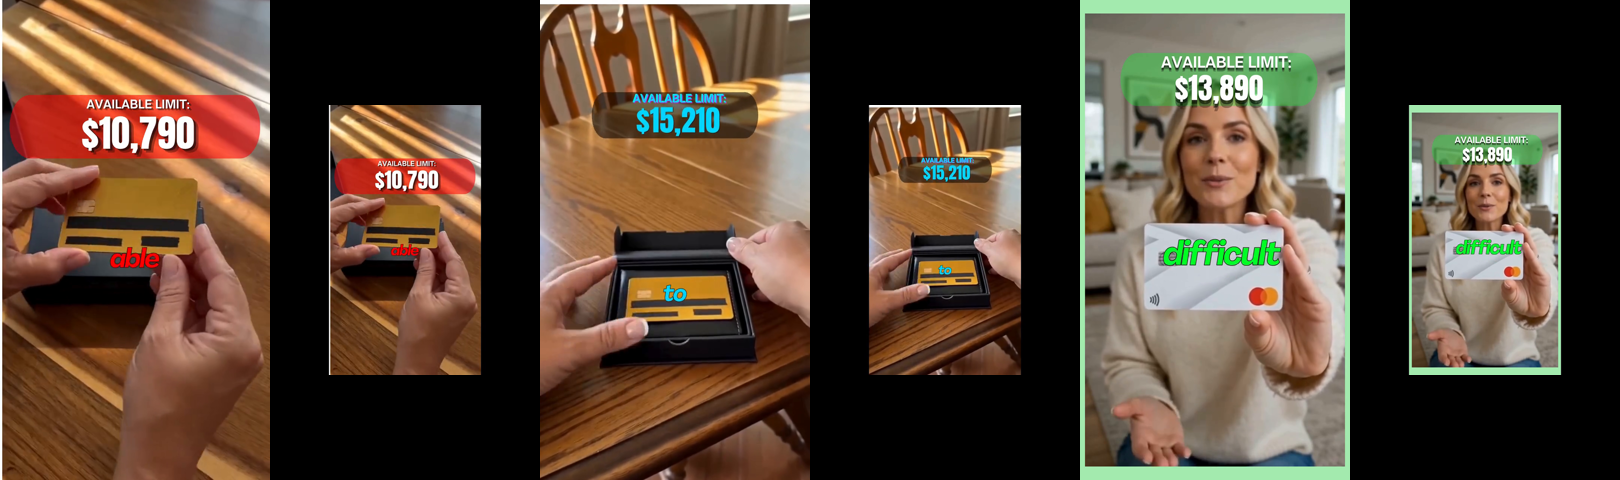 AVAILABLE LIMIT:
$10,790
able
AVAILABLE LIMIT:
$10,790
able
AVAILABLE LIMIT:
$15,210
to
AVAILABLE LIMIT:
$15,210
to
AVAILABLE LIMIT:
$13,890
difficult
AVAILABLE LIMIT:
$13,890
difficult